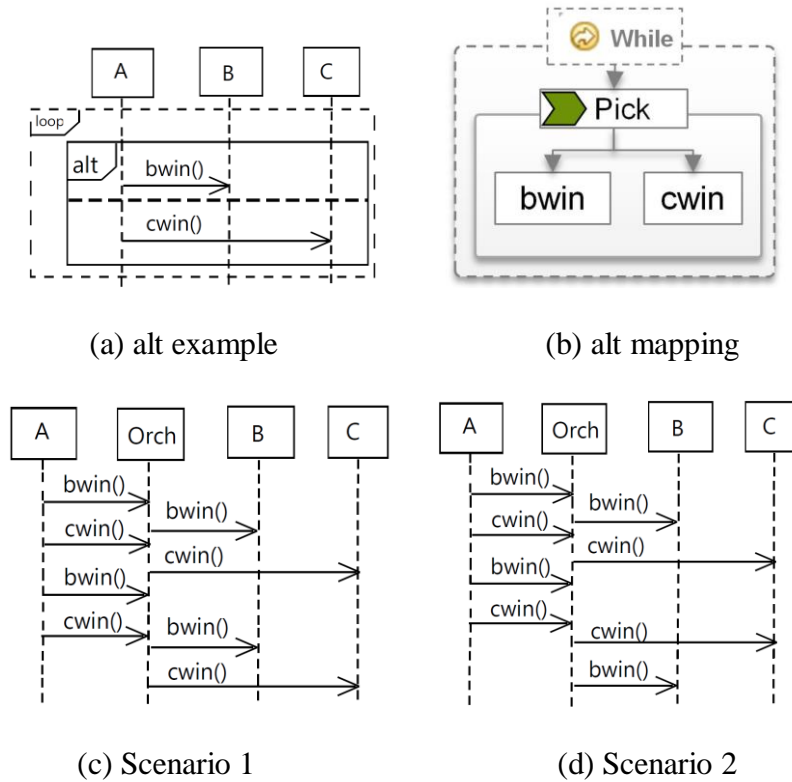 A B C
loop
alt
bwin()
cwin()
(a) alt example
While
Pick
bwin cwin
(b) alt mapping
A Orch B C
bwin()
bwin()
cwin()
cwin()
bwin()
cwin()
bwin()
cwin()
(c) Scenario 1
A Orch B C
bwin()
bwin()
cwin()
cwin()
bwin()
cwin()
cwin()
bwin()
(d) Scenario 2